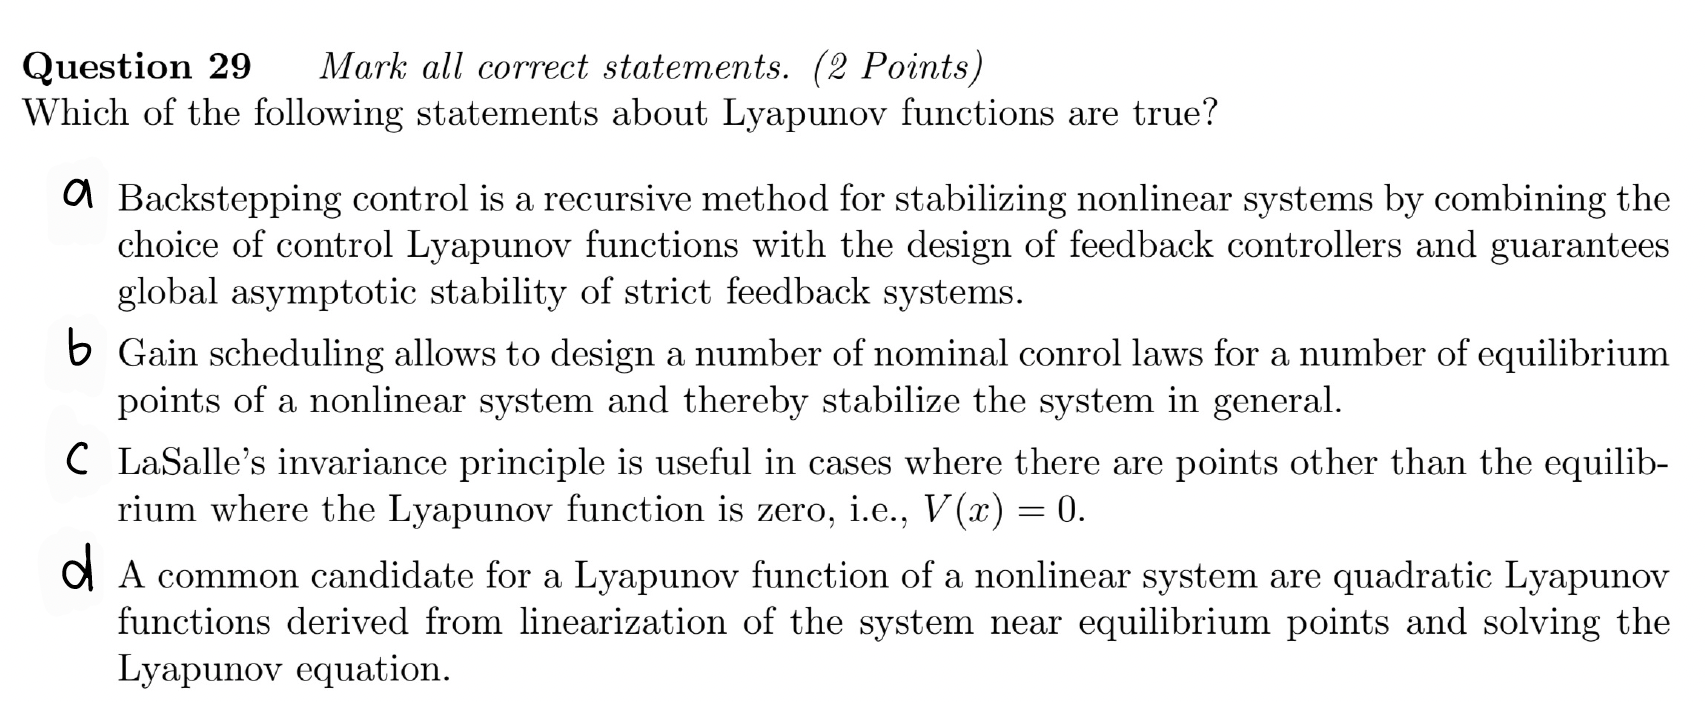 Question 29 Mark all correct statements. (2 Points)
Which of the following statements about Lyapunov functions are true?
a Backstepping control is a recursive method for stabilizing nonlinear systems by combining the
choice of control Lyapunov functions with the design of feedback controllers and guarantees
global asymptotic stability of strict feedback systems.
b Gain scheduling allows to design a number of nominal conrol laws for a number of equilibrium
points of a nonlinear system and thereby stabilize the system in general.
c LaSalle's invariance principle is useful in cases where there are points other than the equilib-
rium where the Lyapunov function is zero, i.e., V(x) = 0.
d A common candidate for a Lyapunov function of a nonlinear system are quadratic Lyapunov
functions derived from linearization of the system near equilibrium points and solving the
Lyapunov equation.